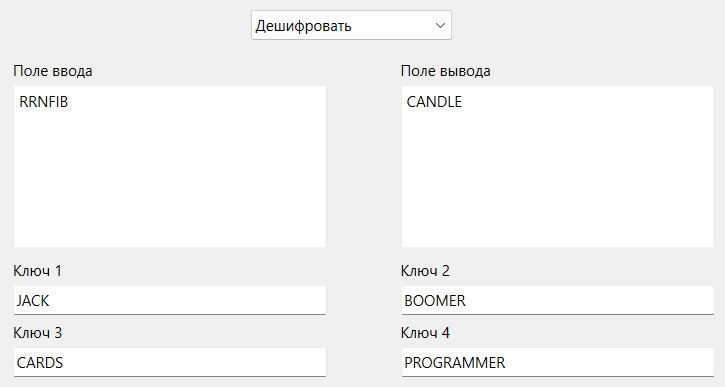 Дешифровать
Поле ввода
RRNFIB
Поле вывода
CANDLE
Ключ 1
JACK
Ключ 2
BOOMER
Ключ 3
CARDS
Ключ 4
PROGRAMMER